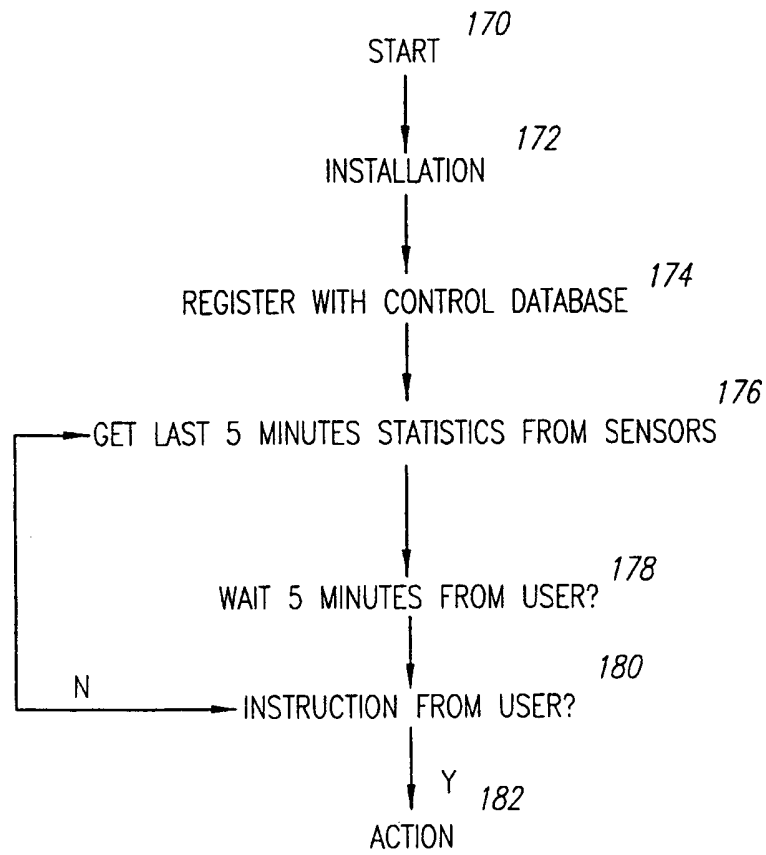 170
START
172
INSTALLATION
174
REGISTER WITH CONTROL DATABASE
176
GET LAST 5 MINUTES STATISTICS FROM SENSORS
178
WAIT 5 MINUTES FROM USER?
180
N
INSTRUCTION FROM USER?
Y
182
ACTION